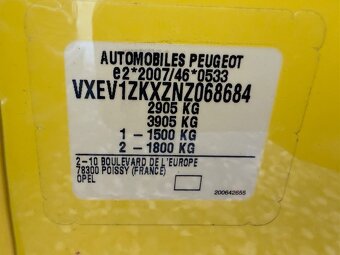 AUTOMOBILES PEUGEOT
e2*2007/46*0533
VXEV1ZKXZNZ068684
2905 KG
3905 KG
1 - 1500 KG
2 - 1800 KG
2-10 BOULEVARD DE L'EUROPE
78300 POISSY (FRANCE)
OPEL
200642655